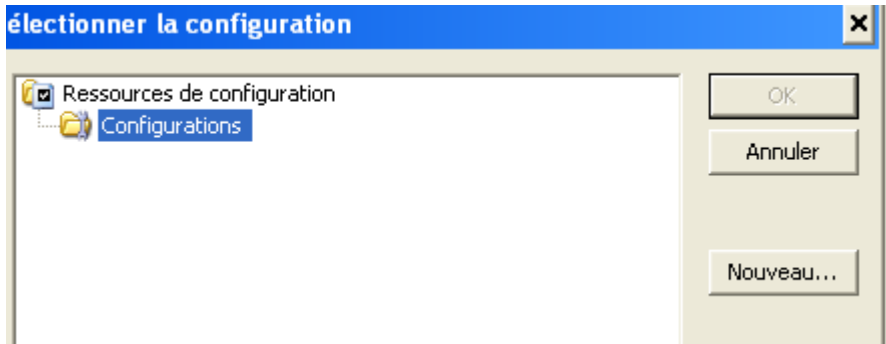 électionner la configuration
Ressources de configuration
Configurations
OK
Annuler
Nouveau...